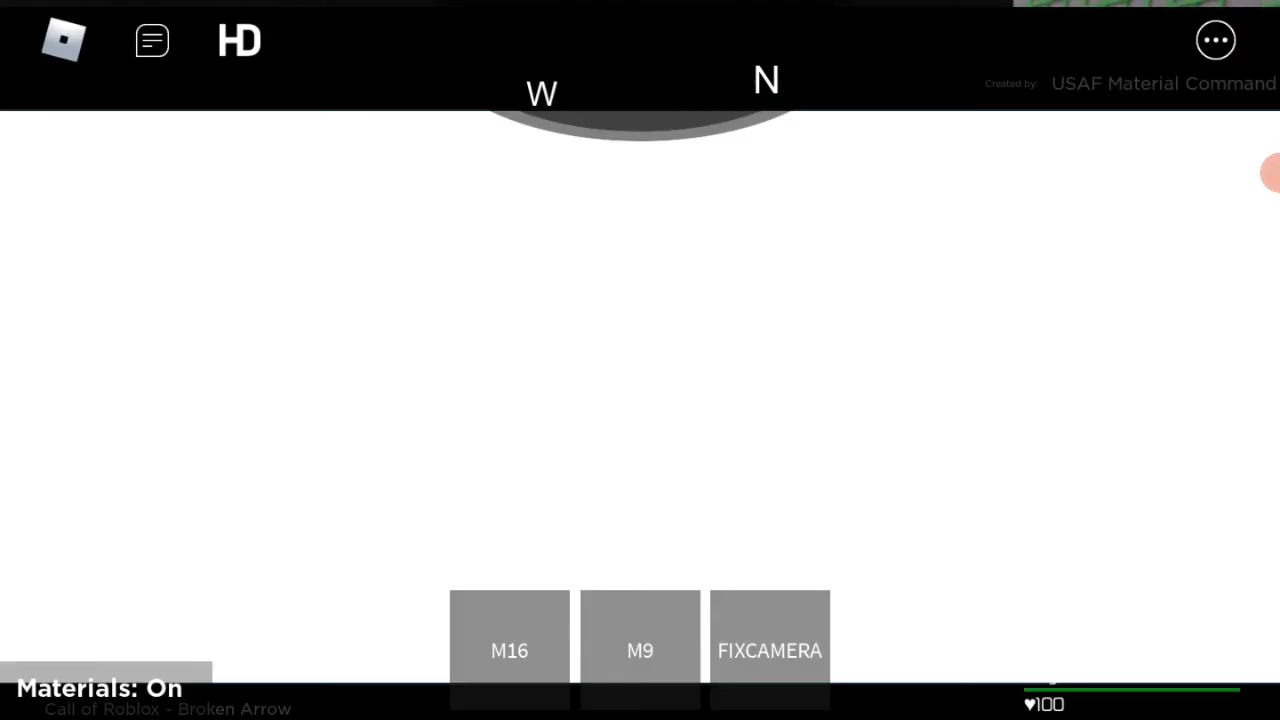 HD
W
N
Created by:
USAF Material Command
M16
M9
FIXCAMERA
Materials: On
Call of Roblox - Broken Arrow
♥100